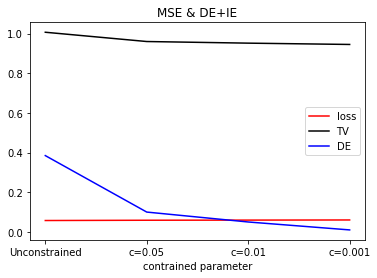 MSE & DE+IE
1.0
0.8
0.6
0.4
0.2
0.0
loss
TV
DE
Unconstrained c=0.05 c=0.01 c=0.001
contrained parameter